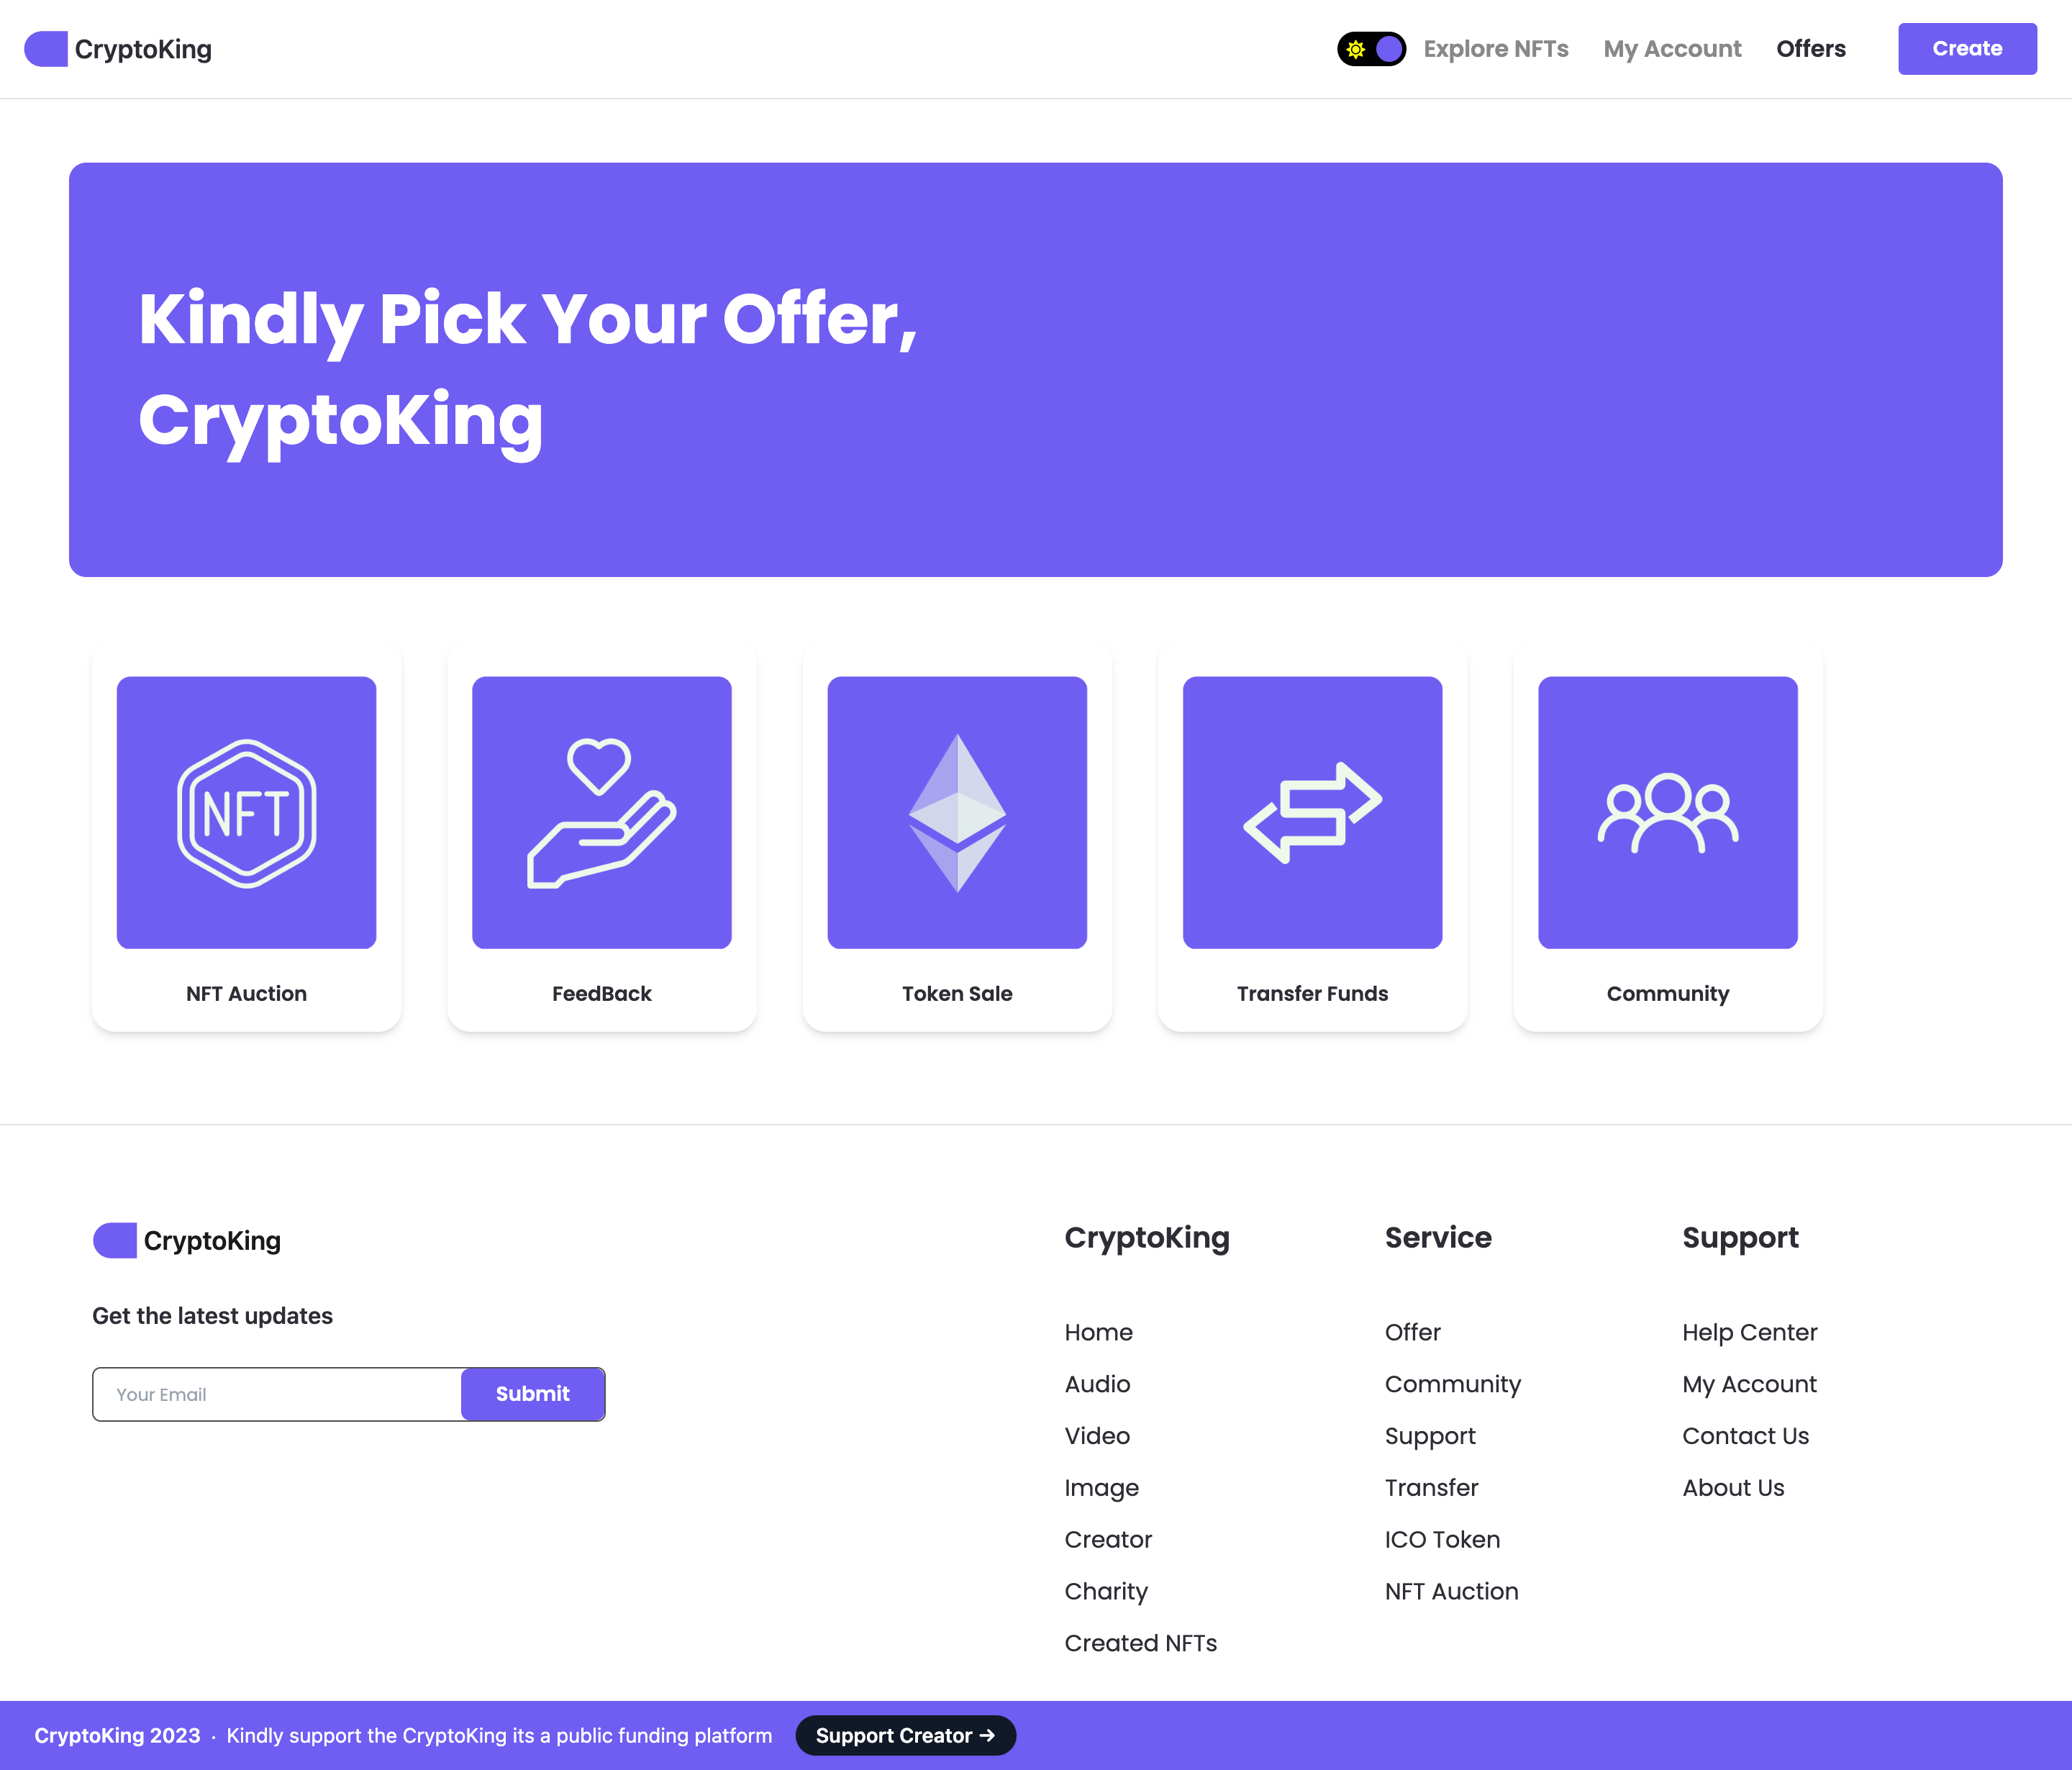 CryptoKing
Explore NFTs
My Account
Offers
Create
Kindly Pick Your Offer,
CryptoKing
NFT
NFT Auction
FeedBack
Token Sale
Transfer Funds
Community
CryptoKing
Get the latest updates
Your Email
Submit
CryptoKing
Home
Audio
Video
Image
Creator
Charity
Created NFTs
Service
Offer
Community
Support
Transfer
ICO Token
NFT Auction
Support
Help Center
My Account
Contact Us
About Us
CryptoKing 2023 · Kindly support the CryptoKing its a public funding platform
Support Creator →